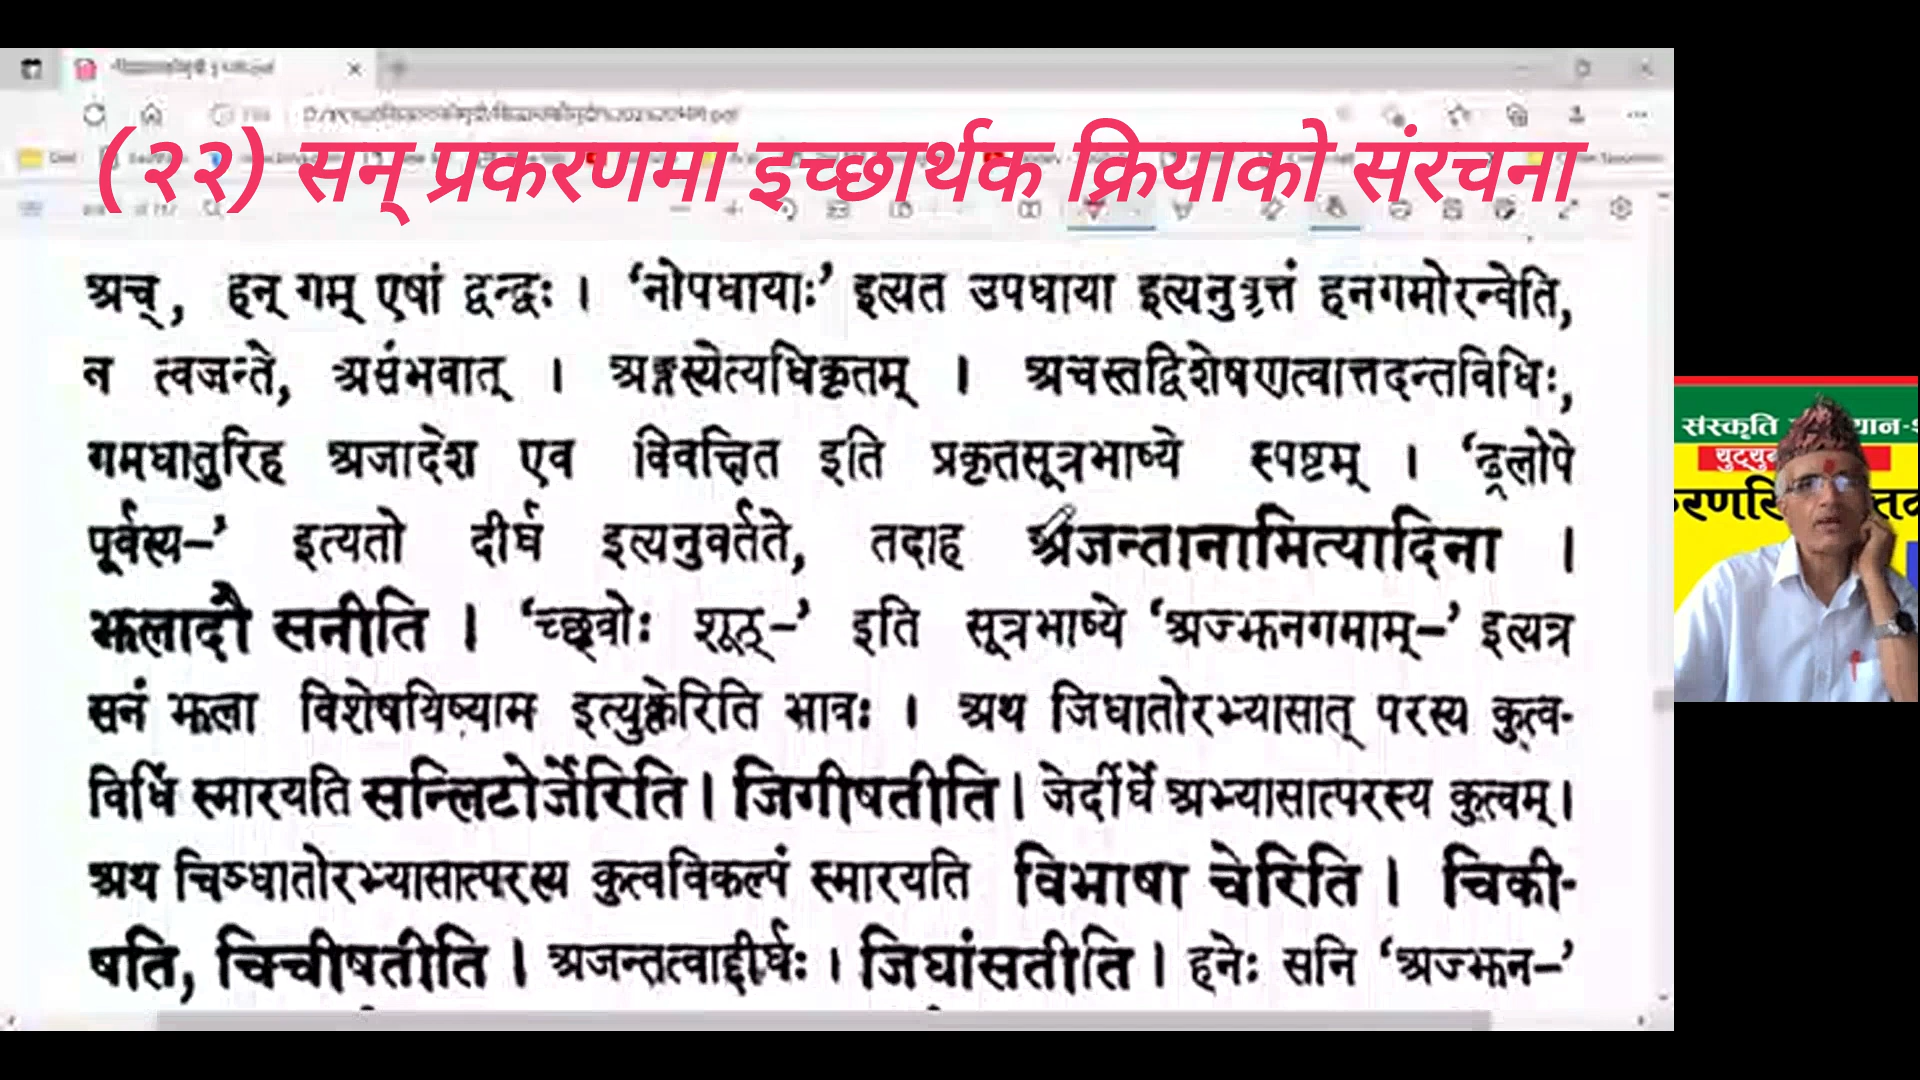 (२२) सन् प्रकरणमा इच्छार्थक क्रियाको संरचना
अच्, हन् गम् एषां द्वन्द्वः । ‘नोपधायाः’ इत्यत उपधाया इत्यनुवृत्तं हनगमोरन्वेति,
न त्वजन्ते, असंभवात् । अङ्गस्येत्यधिकृतम् । अचस्तद्विशेषणत्वात्तदन्तविधिः,
गमधातुरिह अजादेश एव विवक्षित इति प्रकृतसूत्रभाष्ये स्पष्टम् । ‘ढ्रलोपे
पूर्वस्य–’ इत्यतो दीर्घ इत्यनुवर्तते, तदाह अजन्तानामित्यादिना ।
झलादौ सनीति । ‘च्छ्वोः शूठ्–’ इति सूत्रभाष्ये ‘अज्झनगमाम्–’ इत्यत्र
सनं झला विशेषयिष्याम इत्युक्तेरिति भावः । अथ जिधातोरभ्यासात् परस्य कुत्व-
विधिं स्मारयति सन्लिटोर्जेरिति । जिगीषतीति । जेर्दीर्घे अभ्यासात्परस्य कुत्वम् ।
अथ चिञ्धातोरभ्यासात्परस्य कुत्वविकल्पं स्मारयति विभाषा चेरिति । चिकी-
षति, चिचीषतीति । अजन्तत्वाद्दीर्घः । जिघांसतीति । हनेः सनि ‘अज्झन–’
संस्कृति